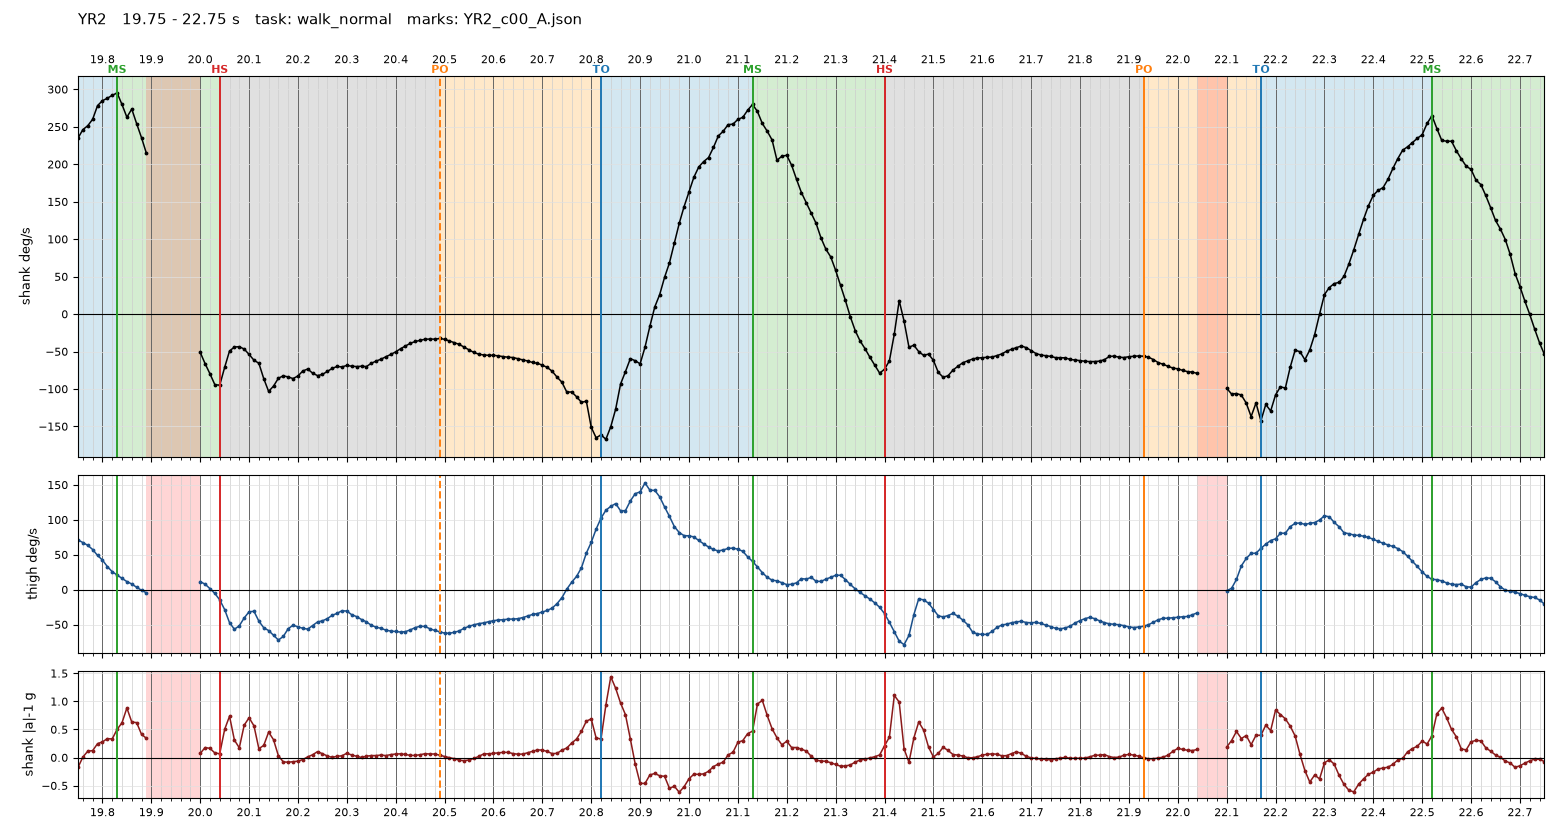 YR2   19.75 - 22.75 s   task: walk_normal   marks: YR2_c00_A.json
19.8 19.9 20.0 20.1 20.2 20.3 20.4 20.5 20.6 20.7 20.8 20.9 21.0 21.1 21.2 21.3 21.4 21.5 21.6 21.7 21.8 21.9 22.0 22.1 22.2 22.3 22.4 22.5 22.6 22.7
MS HS PO TO MS HS PO TO MS
shank deg/s
300
250
200
150
100
50
0
−50
−100
−150
thigh deg/s
150
100
50
0
−50
shank |a|-1 g
1.5
1.0
0.5
0.0
−0.5
19.8 19.9 20.0 20.1 20.2 20.3 20.4 20.5 20.6 20.7 20.8 20.9 21.0 21.1 21.2 21.3 21.4 21.5 21.6 21.7 21.8 21.9 22.0 22.1 22.2 22.3 22.4 22.5 22.6 22.7